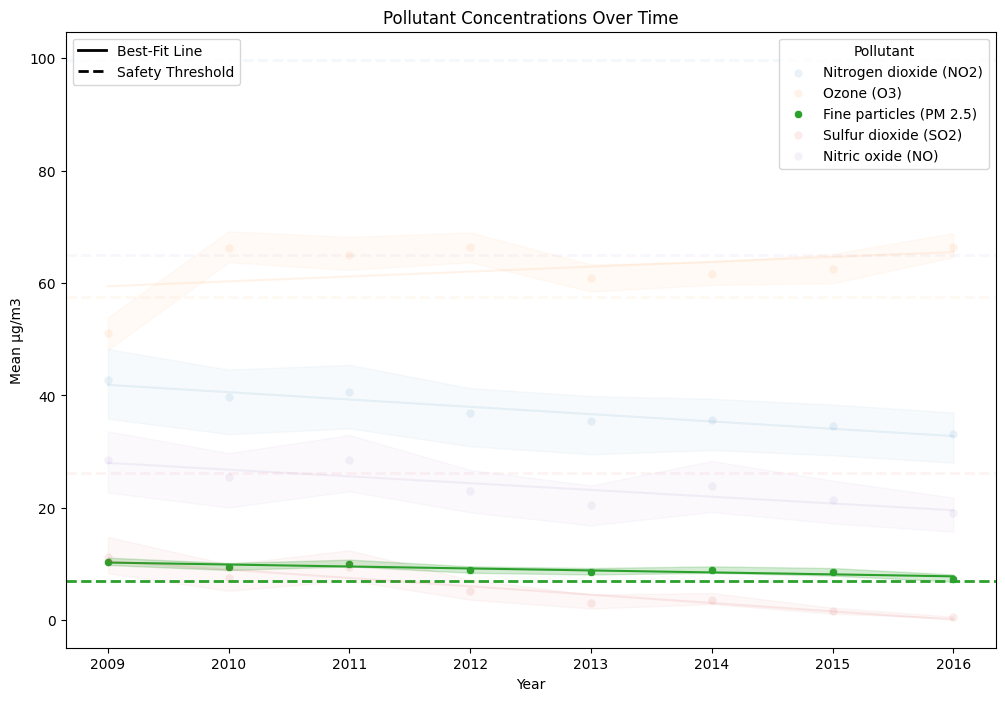 Pollutant Concentrations Over Time
Best-Fit Line
Safety Threshold
Pollutant
Nitrogen dioxide (NO2)
Ozone (O3)
Fine particles (PM 2.5)
Sulfur dioxide (SO2)
Nitric oxide (NO)
Mean µg/m3
100
80
60
40
20
0
2009 2010 2011 2012 2013 2014 2015 2016
Year